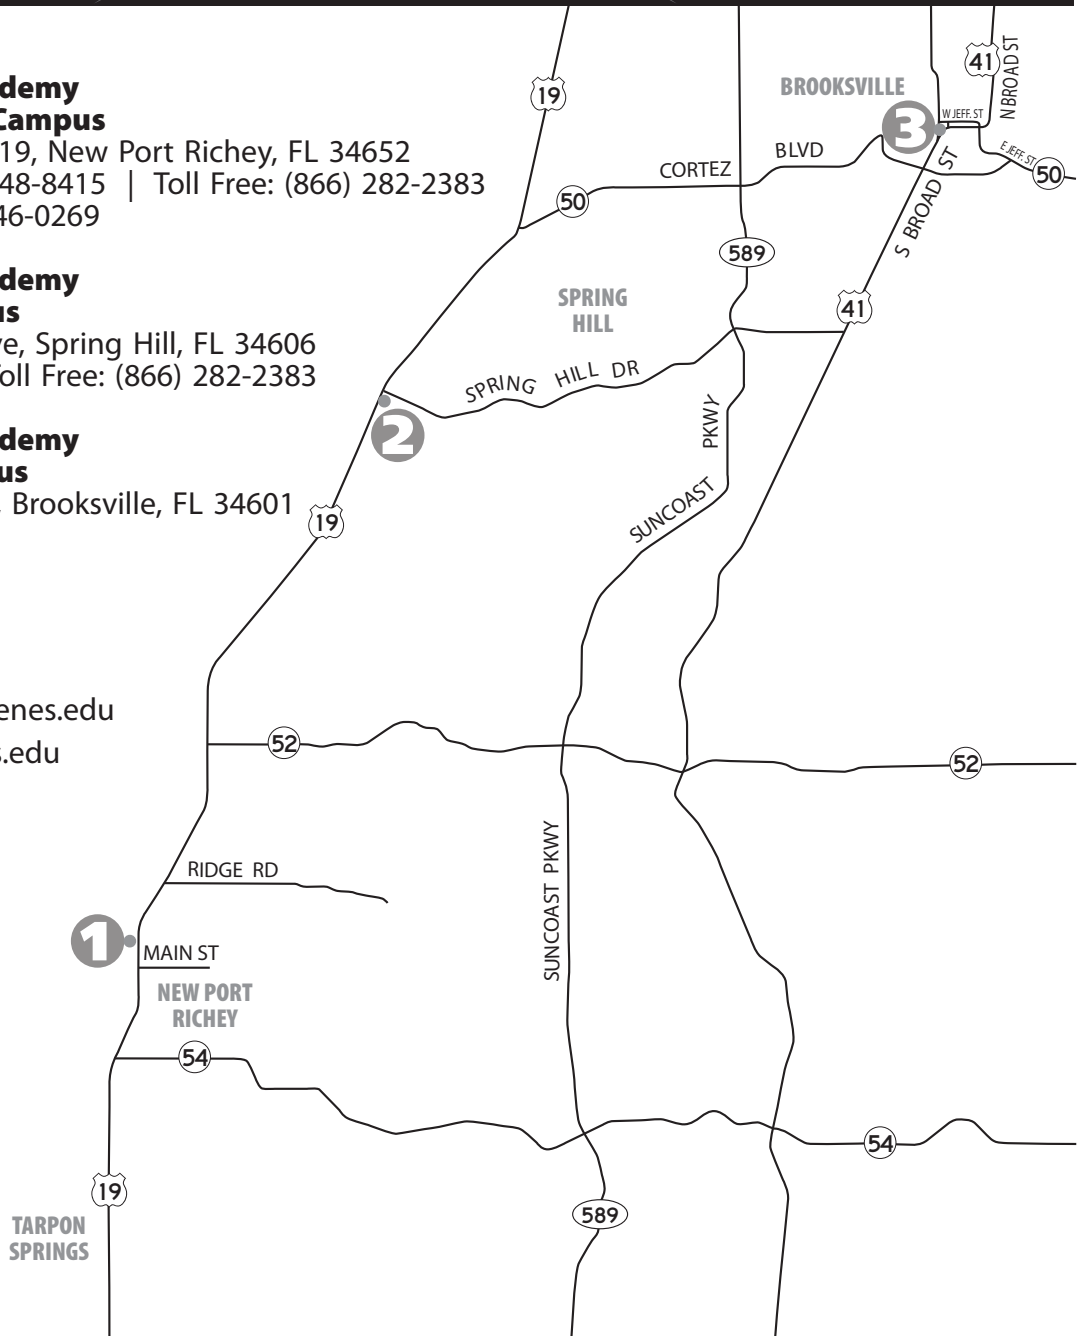 demy
Campus
19, New Port Richey, FL 34652
48-8415 | Toll Free: (866) 282-2383
46-0269
demy
us
ve, Spring Hill, FL 34606
Toll Free: (866) 282-2383
demy
us
, Brooksville, FL 34601
enes.edu
s.edu
19
41
N BROAD ST
BROOKSVILLE
3
W JEFF. ST
E JEFF. ST
50
CORTEZ BLVD
50
S BROAD ST
589
SPRING
HILL
41
SPRING HILL DR
2
PKWY
SUNCOAST
19
52
52
SUNCOAST PKWY
RIDGE RD
1
MAIN ST
NEW PORT
RICHEY
54
54
19
589
TARPON
SPRINGS